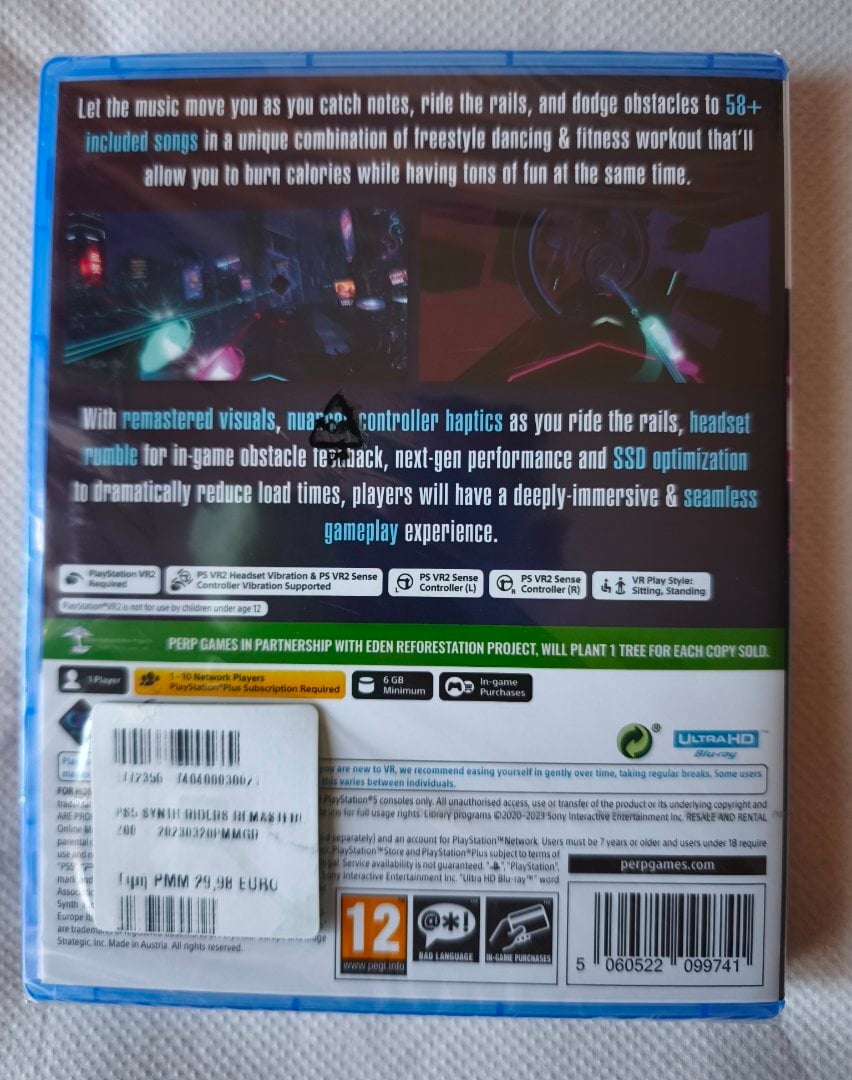 Let the music move you as you catch notes, ride the rails, and dodge obstacles to 58+
included songs in a unique combination of freestyle dancing & fitness workout that'll
allow you to burn calories while having tons of fun at the same time.
With remastered visuals, controller haptics as you ride the rails, headset
rumble for in-game obstacle feedback, next-gen performance and SSD optimization
to dramatically reduce load times, players will have a deeply-immersive & seamless
gameplay experience.
PlayStation VR2
Required
PS VR2 Headset Vibration & PS VR2 Sense
Controller Vibration Supported
PS VR2 Sense
Controller (L)
PS VR2 Sense
Controller (R)
VR Play Style:
Sitting, Standing
PlayStation®VR2 is not for use by children under age 12
PERP GAMES IN PARTNERSHIP WITH EDEN REFORESTATION PROJECT, WILL PLANT 1 TREE FOR EACH COPY SOLD.
1 Player
1 - 10 Network Players
PlayStation®Plus Subscription Required
6 GB
Minimum
In-game
Purchases
ULTRA HD
Blu-ray™
you are new to VR, we recommend easing yourself in gently over time, taking regular breaks. Some users
this varies between individuals.
PlayStation®5 consoles only. All unauthorised access, use or transfer of the product or its underlying copyright and
for full usage rights. Library programs ©2020-2023 Sony Interactive Entertainment Inc. RESALE AND RENTAL
separately) and an account for PlayStation™Network. Users must be 7 years or older and users under 18 require
PlayStation™Store and PlayStation®Plus subject to terms of
Service availability is not guaranteed. "PlayStation",
Sony Interactive Entertainment Inc. "Ultra HD Blu-ray™" word
Strategic, Inc. Made in Austria. All rights reserved.
PS5 SYNTH RIDERS REMASTERE
20230320PMMGR
Τιμη PMM 29,98 EURO
perpgames.com
12
www.pegi.info
@*!
BAD LANGUAGE
IN-GAME PURCHASES
5 060522 099741